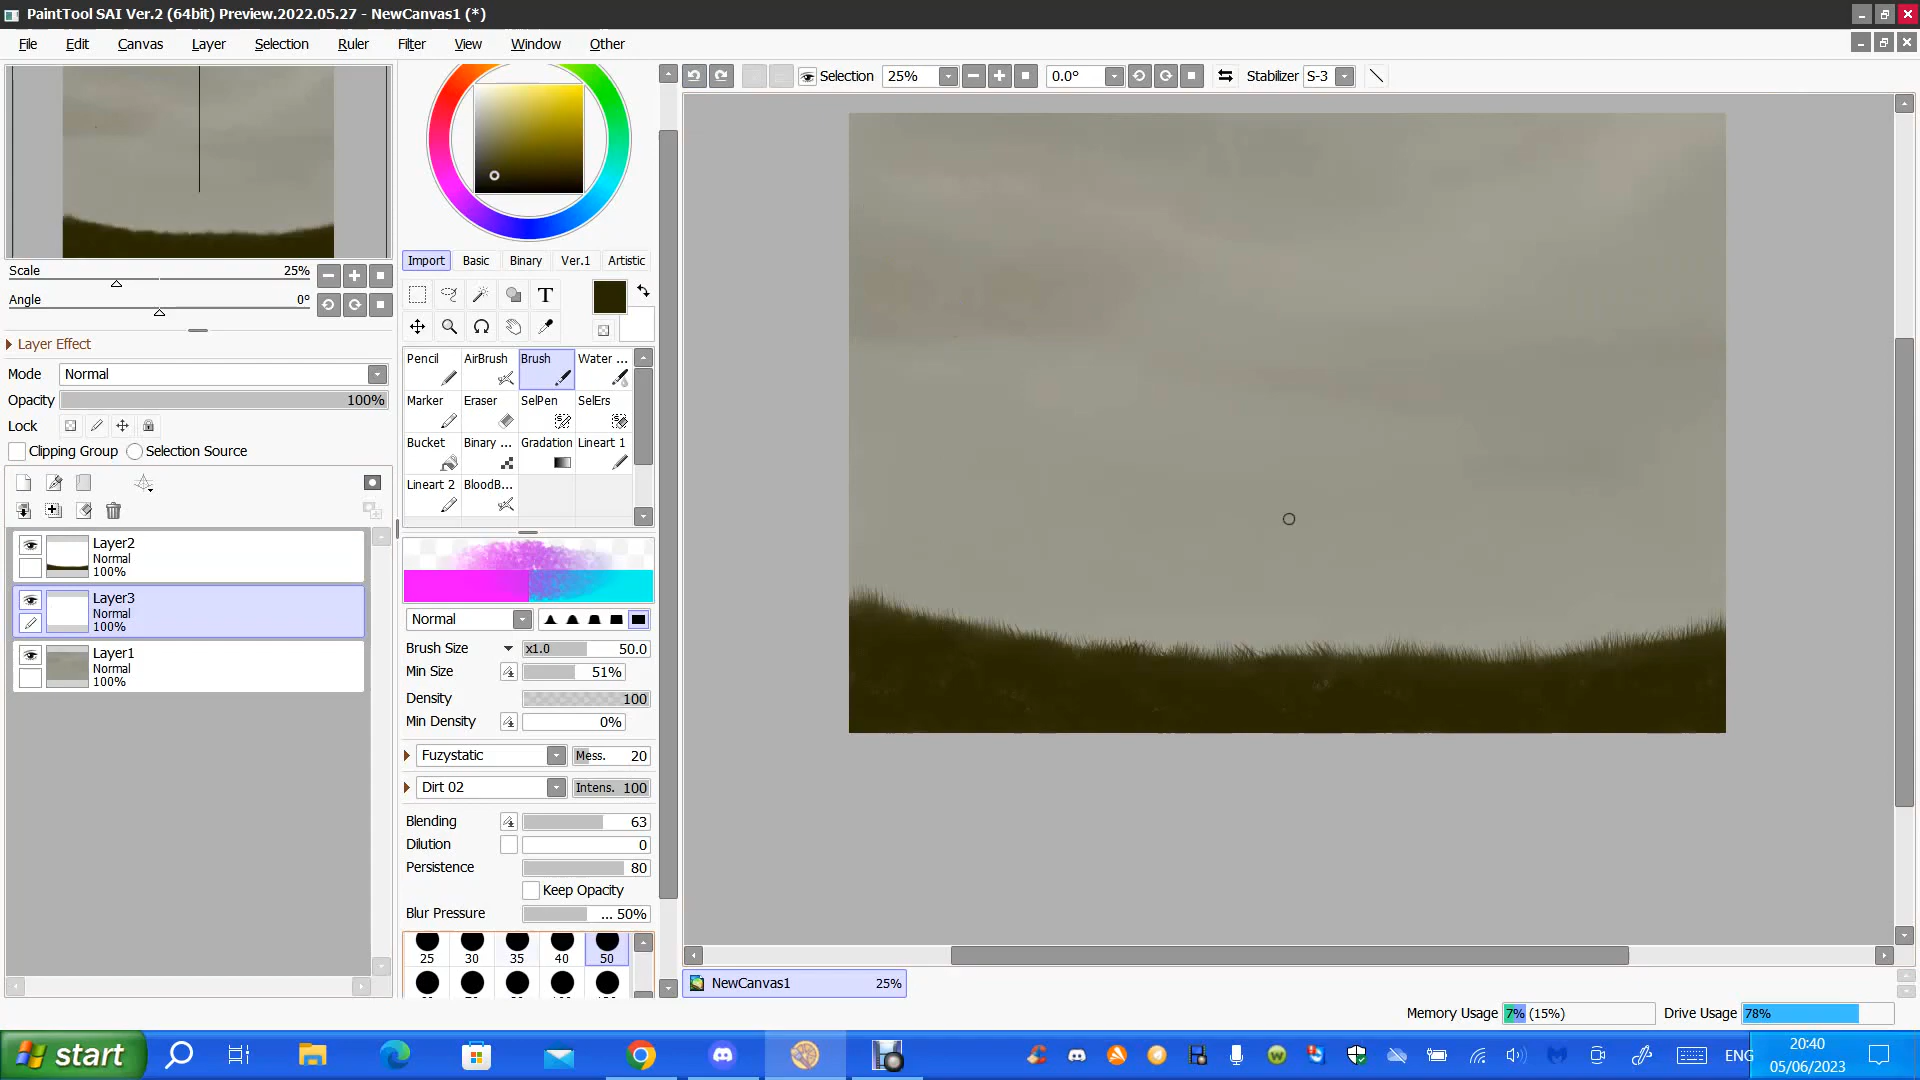 PaintTool SAI Ver.2 (64bit) Preview.2022.05.27 - NewCanvas1 (*)
File Edit Canvas Layer Selection Ruler Filter View Window Other
Selection 25% 0.0° Stabilizer S-3
Scale 25%
Angle 0°
Layer Effect
Mode Normal
Opacity 100%
Lock
Clipping Group Selection Source
Layer2
Normal
100%
Layer3
Normal
100%
Layer1
Normal
100%
Import Basic Binary Ver.1 Artistic
T
Pencil AirBrush Brush Water ...
Marker Eraser SelPen SelErs
Bucket Binary ... Gradation Lineart 1
Lineart 2 BloodB...
Normal
Brush Size x1.0 50.0
Min Size 51%
Density 100
Min Density 0%
Fuzystatic Mess. 20
Dirt 02 Intens. 100
Blending 63
Dilution 0
Persistence 80
Keep Opacity
Blur Pressure ... 50%
25 30 35 40 50
NewCanvas1 25%
Memory Usage 7% (15%) Drive Usage 78%
start
ENG
20:40
05/06/2023